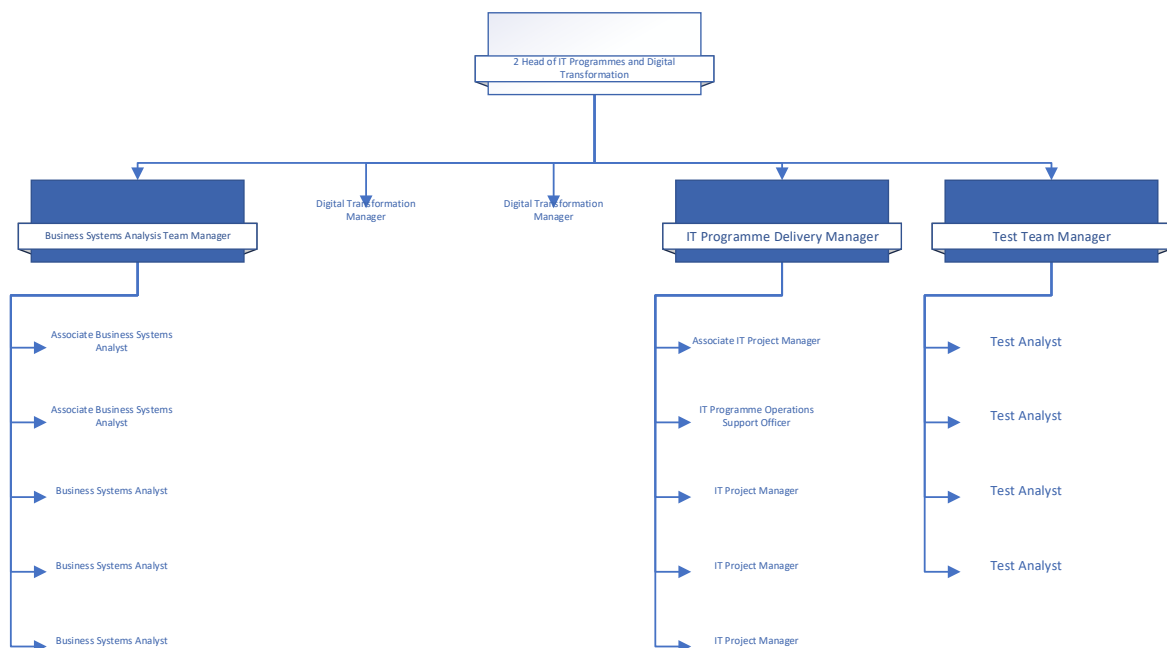 2 Head of IT Programmes and Digital
Transformation
Digital Transformation
Manager
Digital Transformation
Manager
Business Systems Analysis Team Manager
IT Programme Delivery Manager
Test Team Manager
Associate Business Systems
Analyst
Associate IT Project Manager
Test Analyst
Associate Business Systems
Analyst
IT Programme Operations
Support Officer
Test Analyst
Business Systems Analyst
IT Project Manager
Test Analyst
Business Systems Analyst
IT Project Manager
Test Analyst
Business Systems Analyst
IT Project Manager